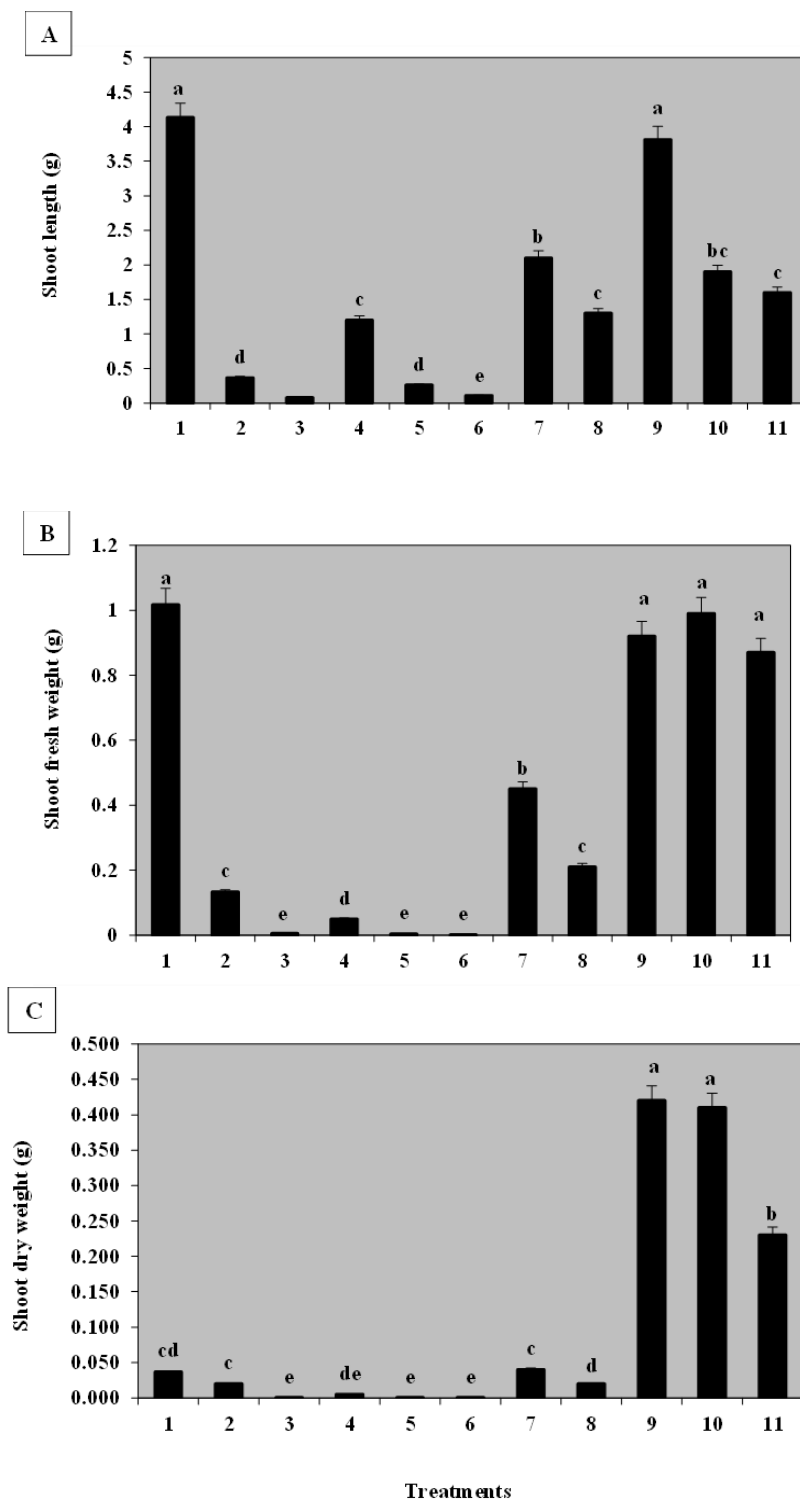 A
Shoot length (g)
5
4.5
4
3.5
3
2.5
2
1.5
1
0.5
0
a
d
c
d
e
b
c
a
bc
c
1 2 3 4 5 6 7 8 9 10 11
B
Shoot fresh weight (g)
1.2
1
0.8
0.6
0.4
0.2
0
a
c
e
d
e
e
b
c
a
a
a
1 2 3 4 5 6 7 8 9 10 11
C
Shoot dry weight (g)
0.500
0.450
0.400
0.350
0.300
0.250
0.200
0.150
0.100
0.050
0.000
cd
c
e
de
e
e
c
d
a
a
b
1 2 3 4 5 6 7 8 9 10 11
Treatments